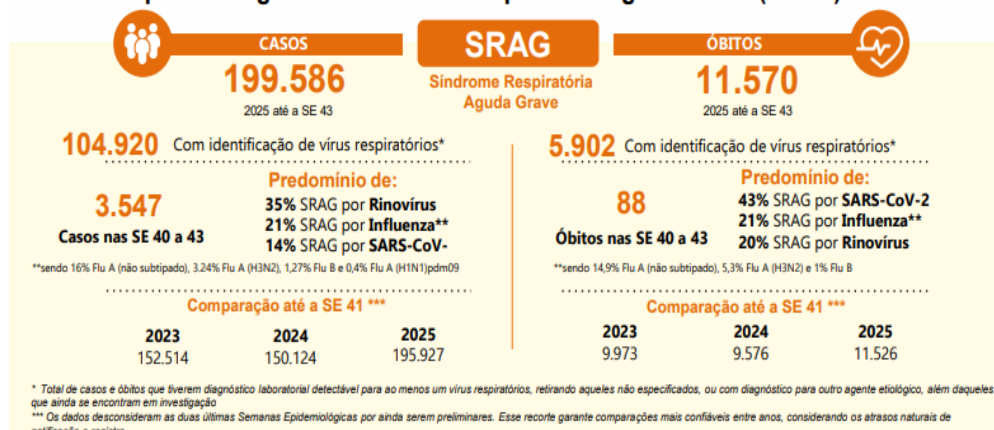 CASOS
SRAG
ÓBITOS
199.586
Síndrome Respiratória
Aguda Grave
11.570
2025 até a SE 43
2025 até a SE 43
104.920 Com identificação de vírus respiratórios*
5.902 Com identificação de vírus respiratórios*
3.547
Casos nas SE 40 a 43
Predomínio de:
35% SRAG por Rinovírus
21% SRAG por Influenza**
14% SRAG por SARS-CoV-
88
Óbitos nas SE 40 a 43
Predomínio de:
43% SRAG por SARS-CoV-2
21% SRAG por Influenza**
20% SRAG por Rinovírus
**sendo 16% Flu A (não subtipado), 3.24% Flu A (H3N2), 1,27% Flu B e 0,4% Flu A (H1N1)pdm09
**sendo 14,9% Flu A (não subtipado), 5,3% Flu A (H3N2) e 1% Flu B
Comparação até a SE 41 ***
2023 2024 2025
152.514 150.124 195.927
Comparação até a SE 41 ***
2023 2024 2025
9.973 9.576 11.526
* Total de casos e óbitos que tiverem diagnóstico laboratorial detectável para ao menos um vírus respiratórios, retirando aqueles não especificados, ou com diagnóstico para outro agente etiológico, além daqueles
que ainda se encontram em investigação
*** Os dados desconsideram as duas últimas Semanas Epidemiológicas por ainda serem preliminares. Esse recorte garante comparações mais confiáveis entre anos, considerando os atrasos naturais de